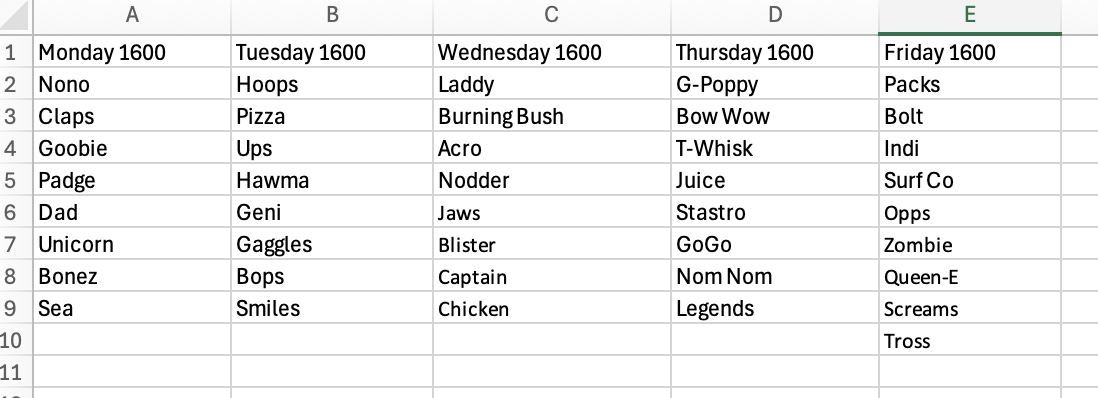 A B C D E
1 Monday 1600 Tuesday 1600 Wednesday 1600 Thursday 1600 Friday 1600
2 Nono Hoops Laddy G-Poppy Packs
3 Claps Pizza Burning Bush Bow Wow Bolt
4 Goobie Ups Acro T-Whisk Indi
5 Padge Hawma Nodder Juice Surf Co
6 Dad Geni Jaws Stastro Opps
7 Unicorn Gaggles Blister GoGo Zombie
8 Bonez Bops Captain Nom Nom Queen-E
9 Sea Smiles Chicken Legends Screams
10 Tross
11